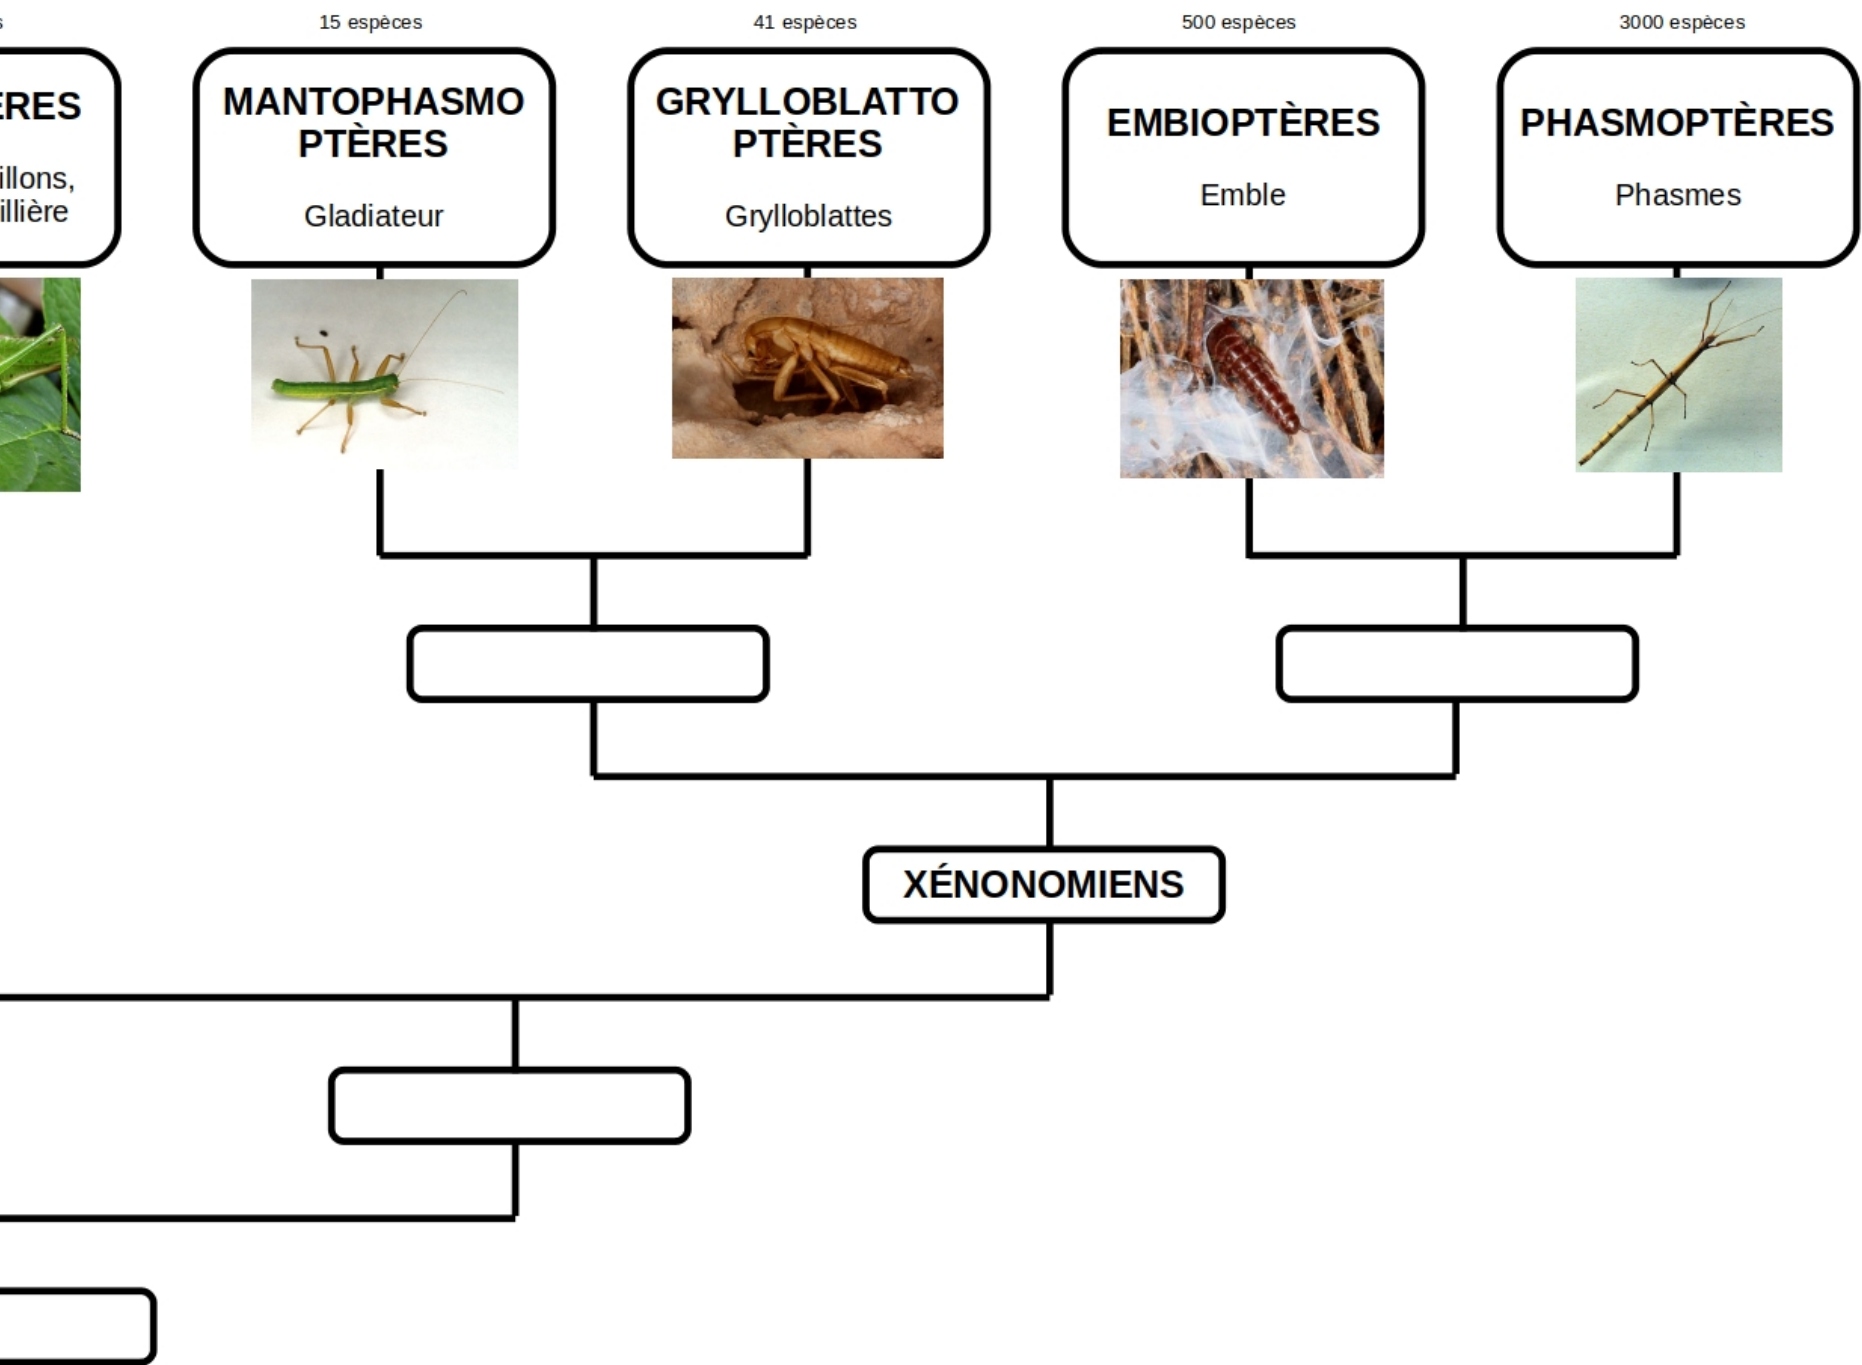 15 espèces
41 espèces
500 espèces
3000 espèces
MANTOPHASMO
PTÈRES
Gladiateur
GRYLLOBLATTO
PTÈRES
Grylloblattes
EMBIOPTÈRES
Emble
PHASMOPTÈRES
Phasmes
XÉNONOMIENS